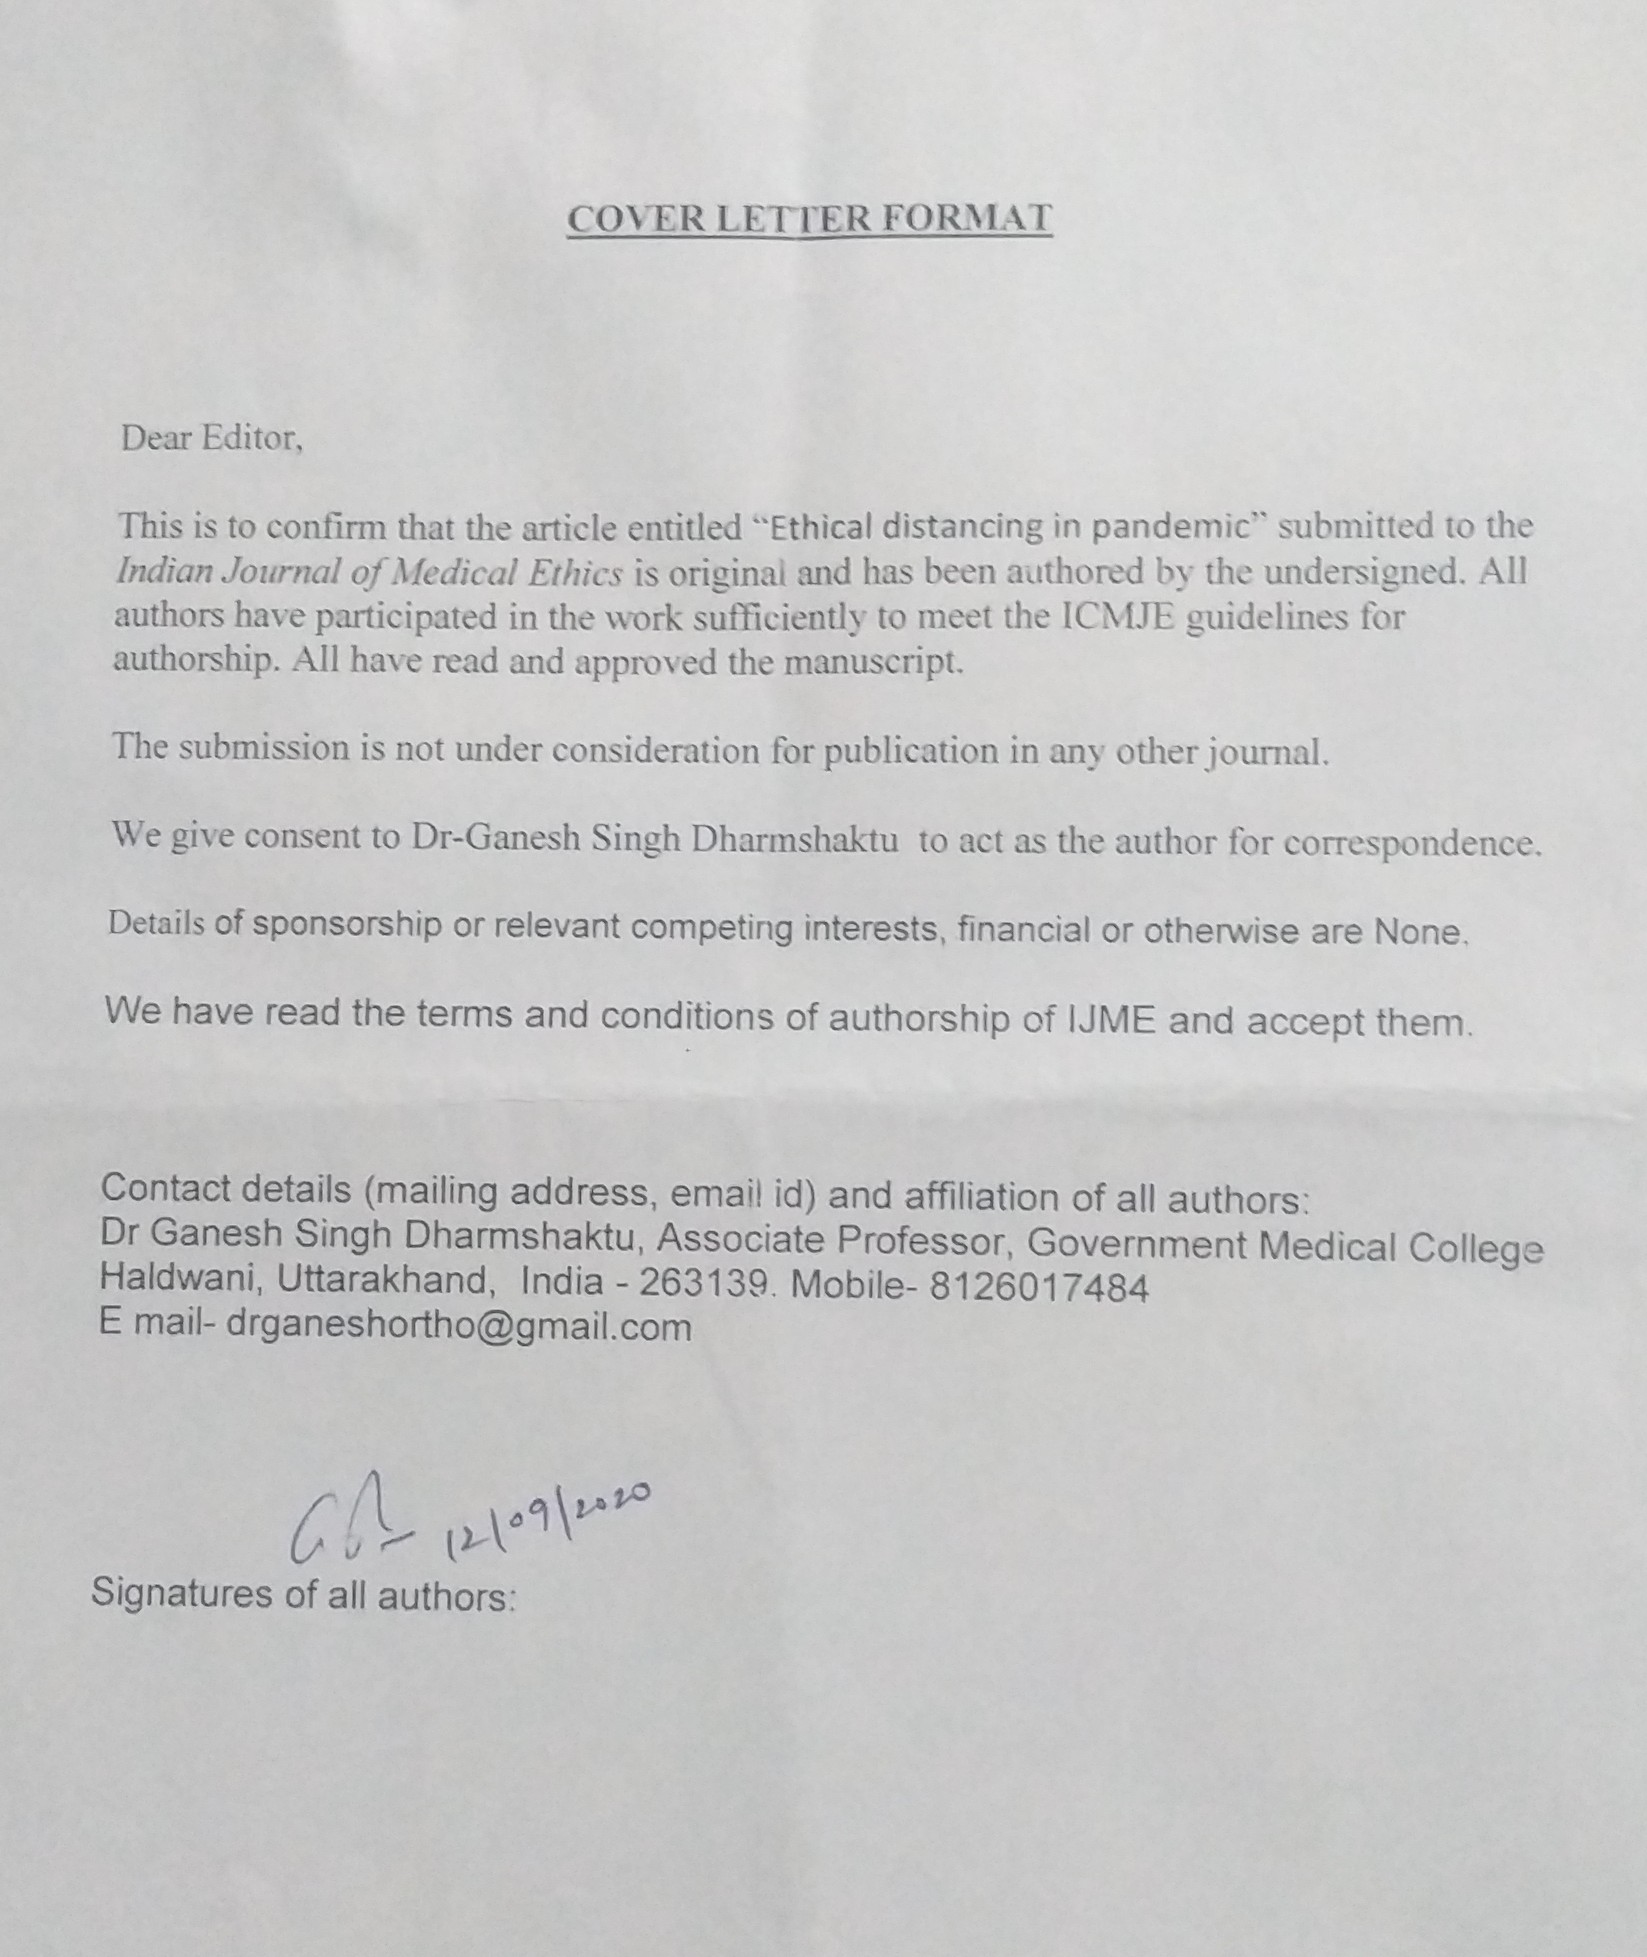 COVER LETTER FORMAT
Dear Editor,
This is to confirm that the article entitled “Ethical distancing in pandemic” submitted to the
Indian Journal of Medical Ethics is original and has been authored by the undersigned. All
authors have participated in the work sufficiently to meet the ICMJE guidelines for
authorship. All have read and approved the manuscript.
The submission is not under consideration for publication in any other journal.
We give consent to Dr-Ganesh Singh Dharmshaktu  to act as the author for correspondence.
Details of sponsorship or relevant competing interests, financial or otherwise are None.
We have read the terms and conditions of authorship of IJME and accept them.
Contact details (mailing address, email id) and affiliation of all authors:
Dr Ganesh Singh Dharmshaktu, Associate Professor, Government Medical College
Haldwani, Uttarakhand,  India - 263139. Mobile- 8126017484
E mail- drganeshortho@gmail.com
12/09/2020
Signatures of all authors: